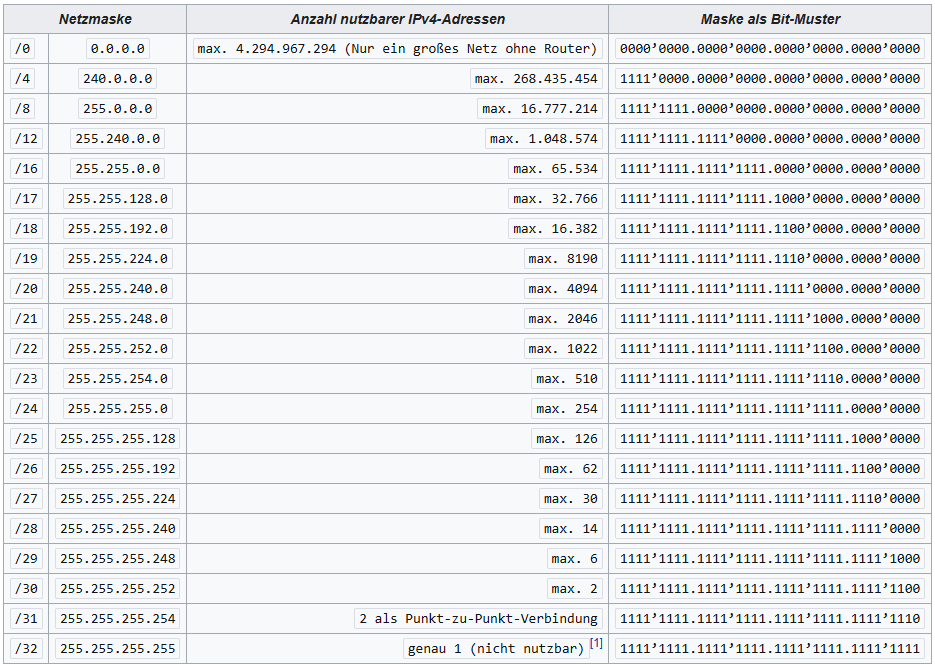 Netzmaske Anzahl nutzbarer IPv4-Adressen Maske als Bit-Muster
/0 0.0.0.0 max. 4.294.967.294 (Nur ein großes Netz ohne Router) 0000’0000.0000’0000.0000’0000.0000’0000
/4 240.0.0.0 max. 268.435.454 1111’0000.0000’0000.0000’0000.0000’0000
/8 255.0.0.0 max. 16.777.214 1111’1111.0000’0000.0000’0000.0000’0000
/12 255.240.0.0 max. 1.048.574 1111’1111.1111’0000.0000’0000.0000’0000
/16 255.255.0.0 max. 65.534 1111’1111.1111’1111.0000’0000.0000’0000
/17 255.255.128.0 max. 32.766 1111’1111.1111’1111.1000’0000.0000’0000
/18 255.255.192.0 max. 16.382 1111’1111.1111’1111.1100’0000.0000’0000
/19 255.255.224.0 max. 8190 1111’1111.1111’1111.1110’0000.0000’0000
/20 255.255.240.0 max. 4094 1111’1111.1111’1111.1111’0000.0000’0000
/21 255.255.248.0 max. 2046 1111’1111.1111’1111.1111’1000.0000’0000
/22 255.255.252.0 max. 1022 1111’1111.1111’1111.1111’1100.0000’0000
/23 255.255.254.0 max. 510 1111’1111.1111’1111.1111’1110.0000’0000
/24 255.255.255.0 max. 254 1111’1111.1111’1111.1111’1111.0000’0000
/25 255.255.255.128 max. 126 1111’1111.1111’1111.1111’1111.1000’0000
/26 255.255.255.192 max. 62 1111’1111.1111’1111.1111’1111.1100’0000
/27 255.255.255.224 max. 30 1111’1111.1111’1111.1111’1111.1110’0000
/28 255.255.255.240 max. 14 1111’1111.1111’1111.1111’1111.1111’0000
/29 255.255.255.248 max. 6 1111’1111.1111’1111.1111’1111.1111’1000
/30 255.255.255.252 max. 2 1111’1111.1111’1111.1111’1111.1111’1100
/31 255.255.255.254 2 als Punkt-zu-Punkt-Verbindung 1111’1111.1111’1111.1111’1111.1111’1110
/32 255.255.255.255 genau 1 (nicht nutzbar) [1] 1111’1111.1111’1111.1111’1111.1111’1111